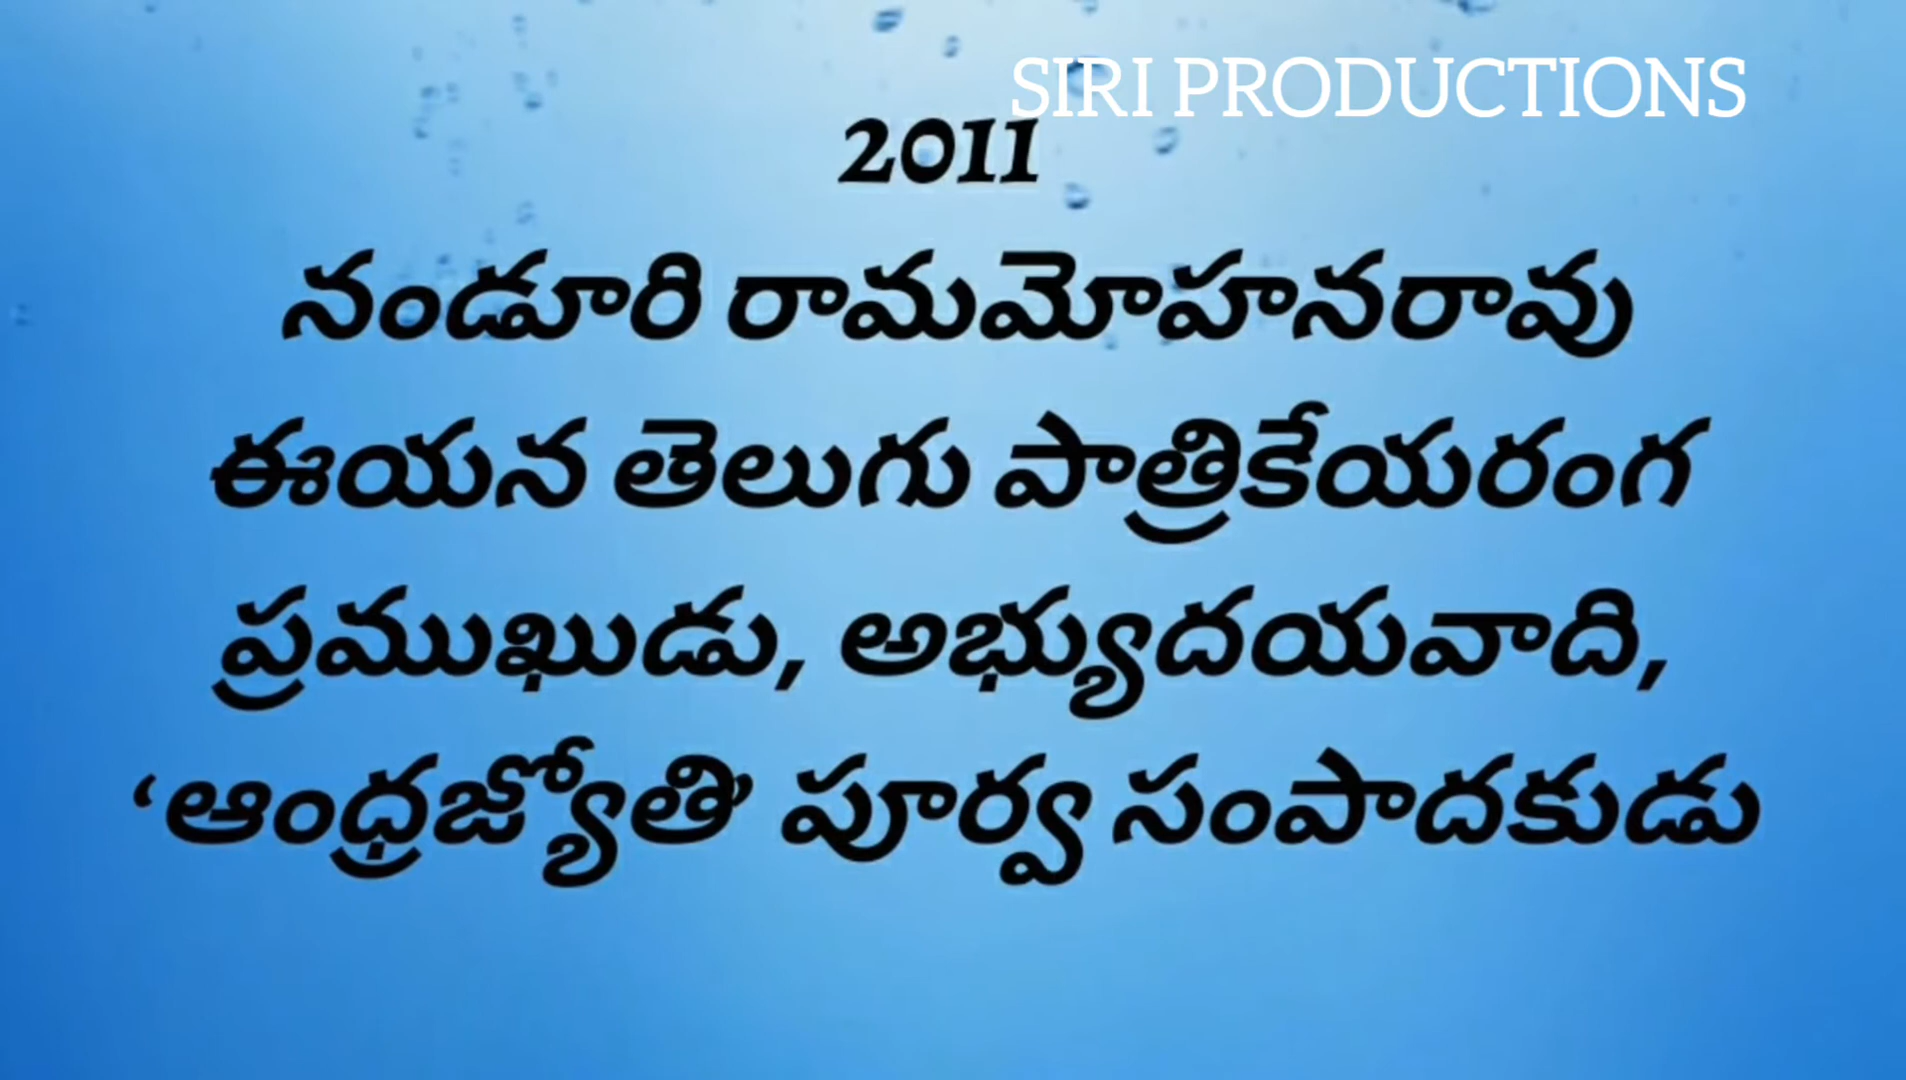 SIRI PRODUCTIONS
2011
నండూరి రామమోహనరావు
ఈయన తెలుగు పాత్రికేయరంగ
ప్రముఖుడు, అభ్యుదయవాది,
‘ఆంధ్రజ్యోతి’ పూర్వ సంపాదకుడు